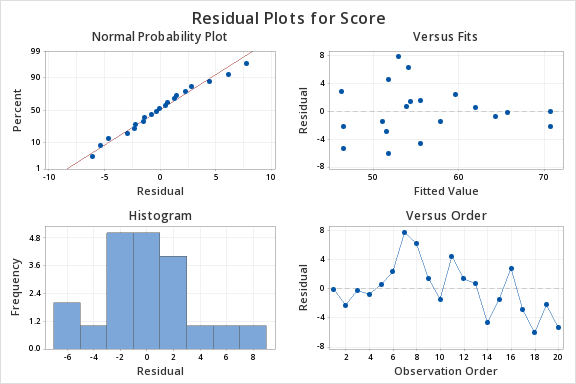 Residual Plots for Score
Normal Probability Plot
99
90
50
10
1
Percent
-10 -5 0 5 10
Residual
Versus Fits
8
4
0
-4
-8
Residual
50 60 70
Fitted Value
Histogram
4.8
3.6
2.4
1.2
0.0
Frequency
-6 -4 -2 0 2 4 6 8
Residual
Versus Order
8
4
0
-4
-8
Residual
2 4 6 8 10 12 14 16 18 20
Observation Order